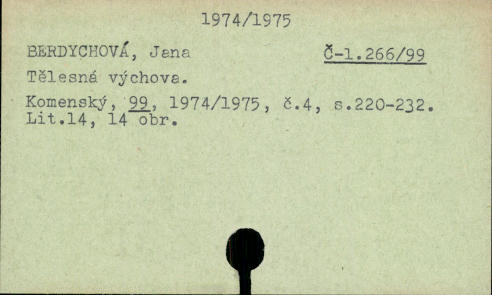 1974/1975
BERDYCHOVÁ, Jana Č-1.266/99
Tělesná výchova.
Komenský, 99, 1974/1975, č.4, s.220-232.
Lit.14, 14 obr.